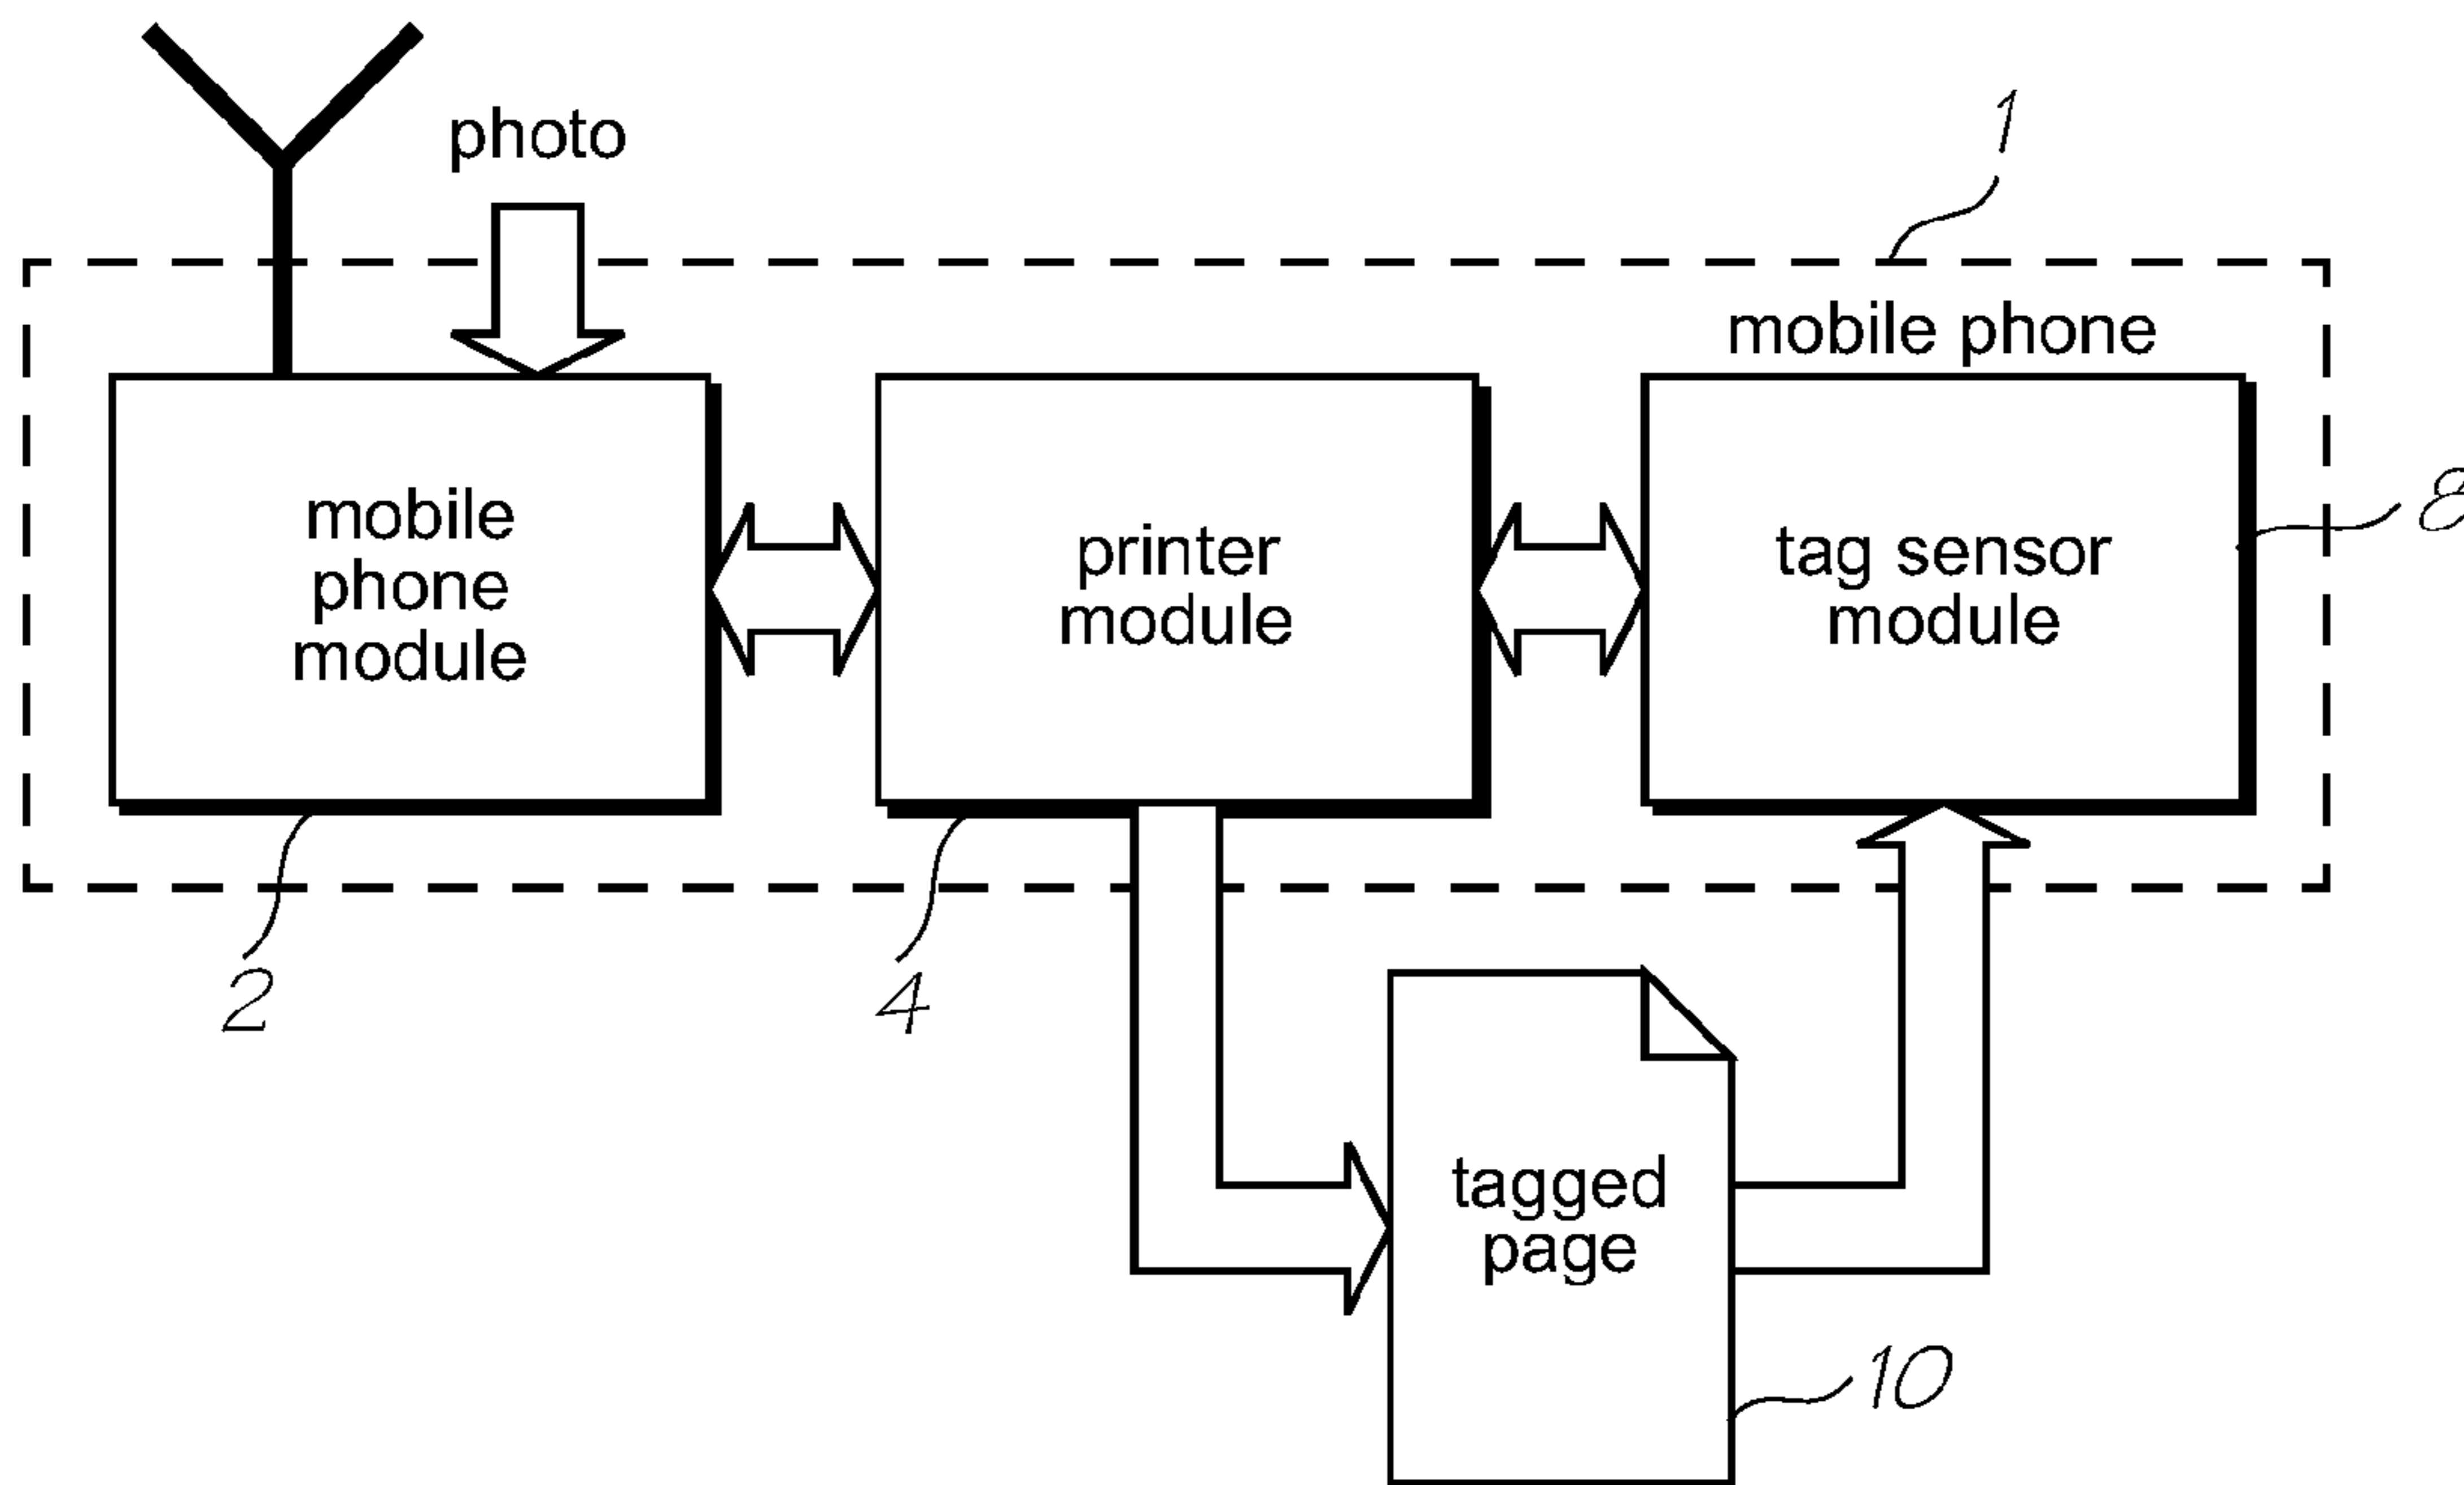 photo
1
mobile phone
mobile
phone
module
printer
module
tag sensor
module
8
2
4
tagged
page
10